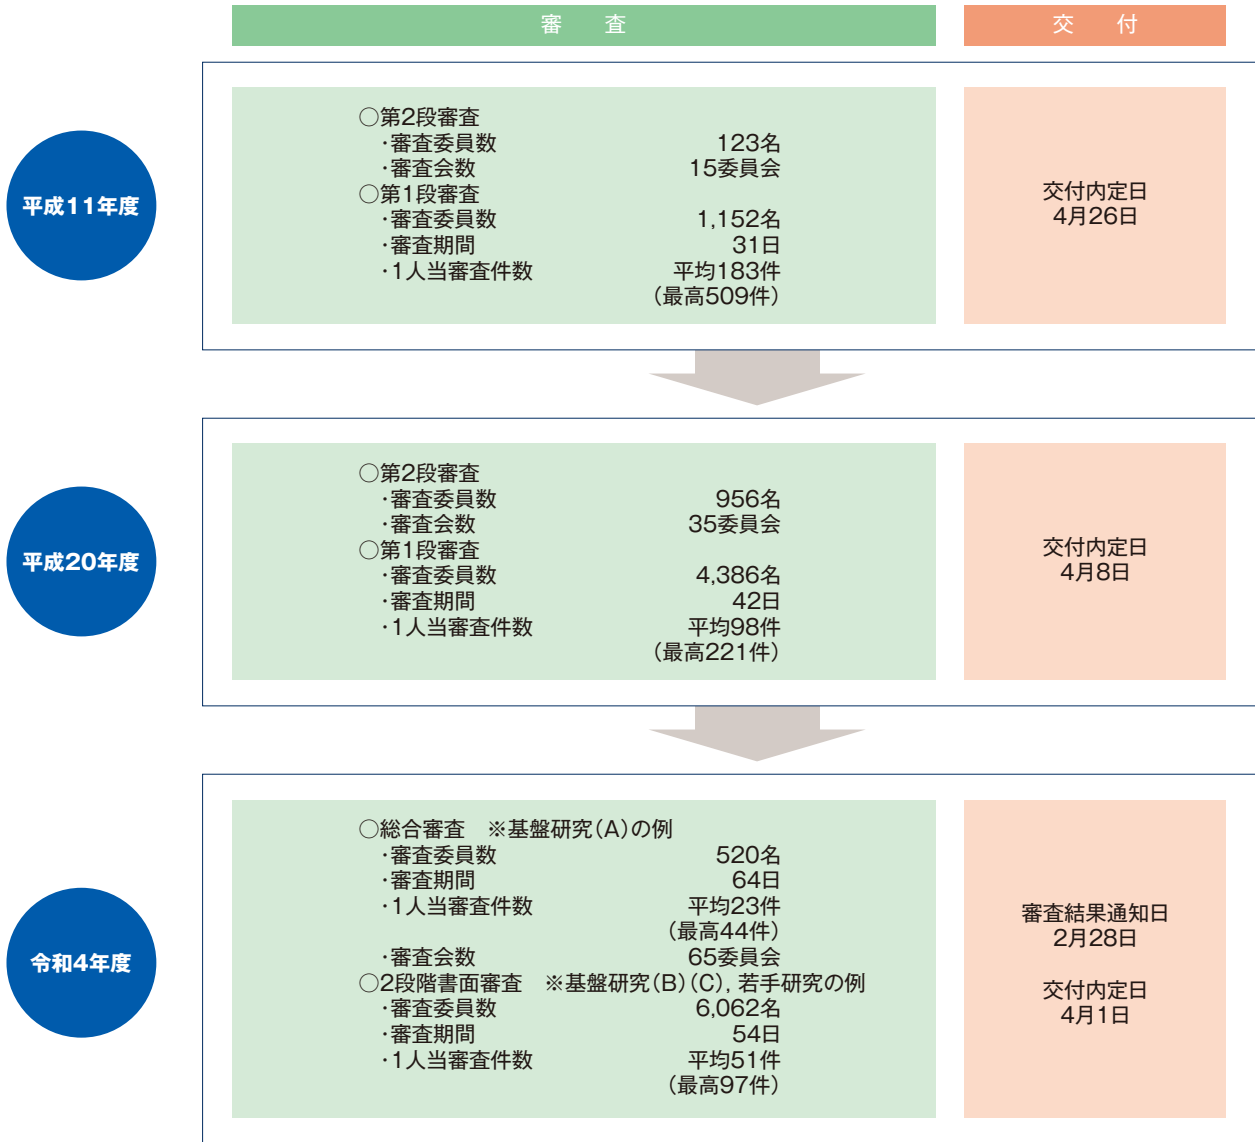 審　査
交　付
平成11年度
○第2段審査
・審査委員数 123名
・審査会数 15委員会
○第1段審査
・審査委員数 1,152名
・審査期間 31日
・1人当審査件数 平均183件
（最高509件）
交付内定日
4月26日
平成20年度
○第2段審査
・審査委員数 956名
・審査会数 35委員会
○第1段審査
・審査委員数 4,386名
・審査期間 42日
・1人当審査件数 平均98件
（最高221件）
交付内定日
4月8日
令和4年度
○総合審査　※基盤研究（A）の例
・審査委員数 520名
・審査期間 64日
・1人当審査件数 平均23件
（最高44件）
・審査会数 65委員会
○2段階書面審査　※基盤研究（B）（C）, 若手研究の例
・審査委員数 6,062名
・審査期間 54日
・1人当審査件数 平均51件
（最高97件）
審査結果通知日
2月28日
交付内定日
4月1日